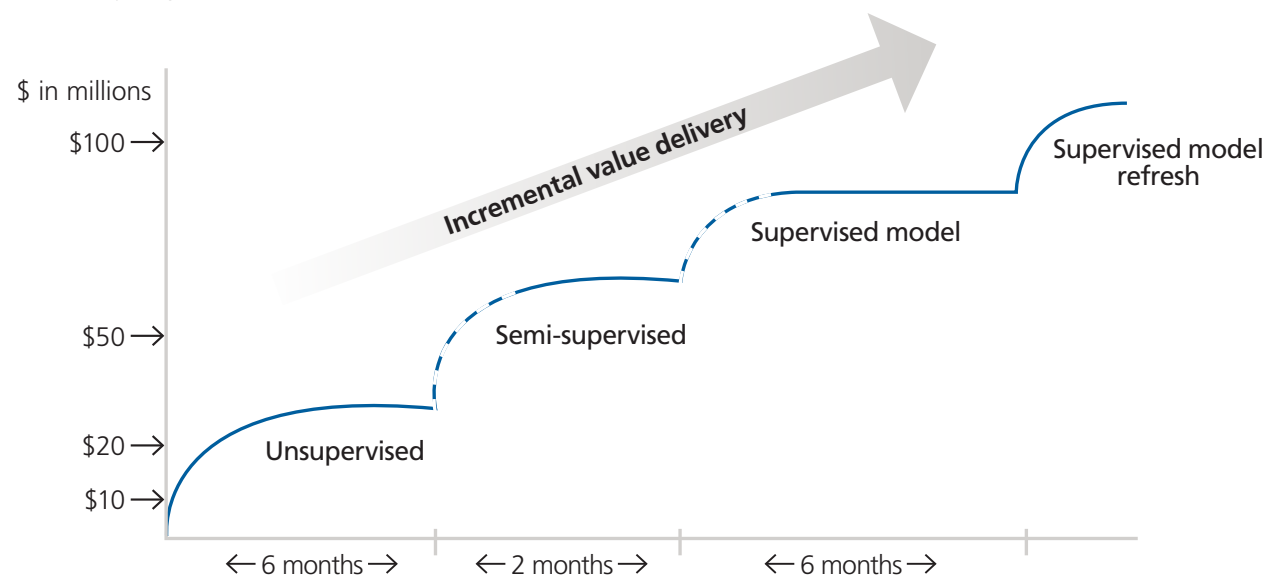 $ in millions
$100
$50
$20
$10
Incremental value delivery
Supervised model
refresh
Supervised model
Semi-supervised
Unsupervised
6 months
2 months
6 months